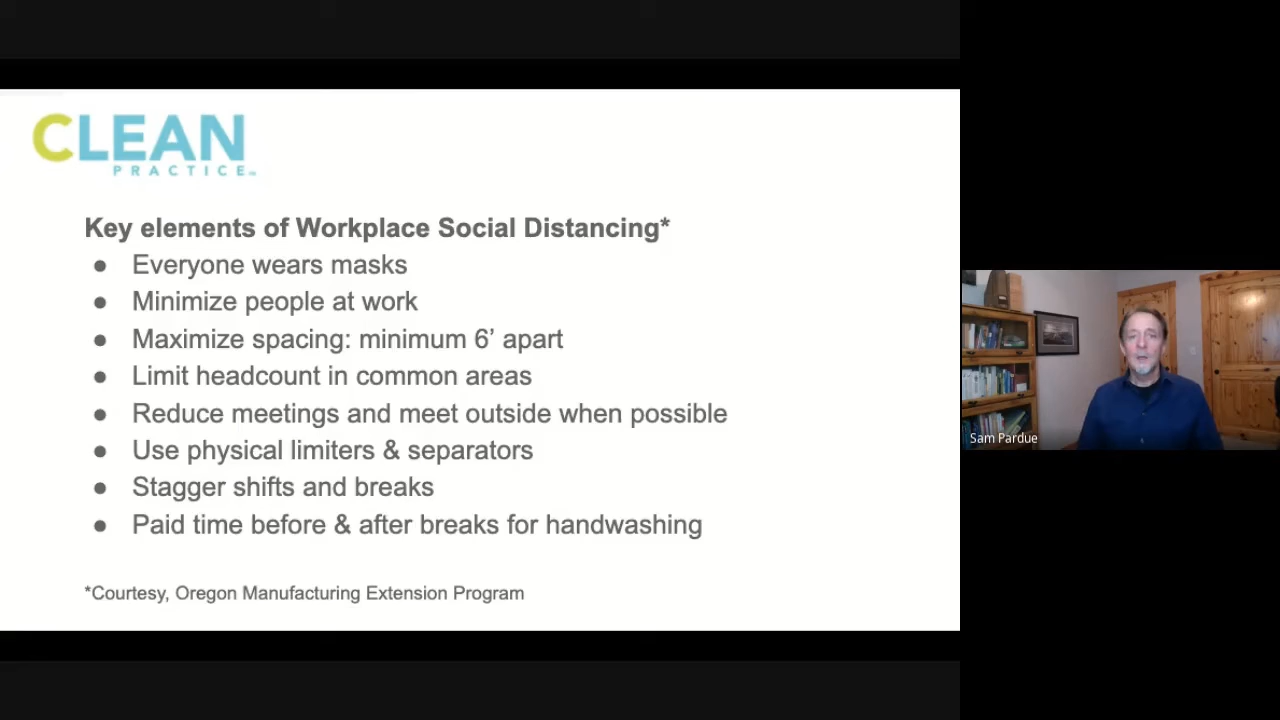 CLEAN
PRACTICE™
Key elements of Workplace Social Distancing*
● Everyone wears masks
● Minimize people at work
● Maximize spacing: minimum 6’ apart
● Limit headcount in common areas
● Reduce meetings and meet outside when possible
● Use physical limiters & separators
● Stagger shifts and breaks
● Paid time before & after breaks for handwashing
*Courtesy, Oregon Manufacturing Extension Program
Sam Pardue